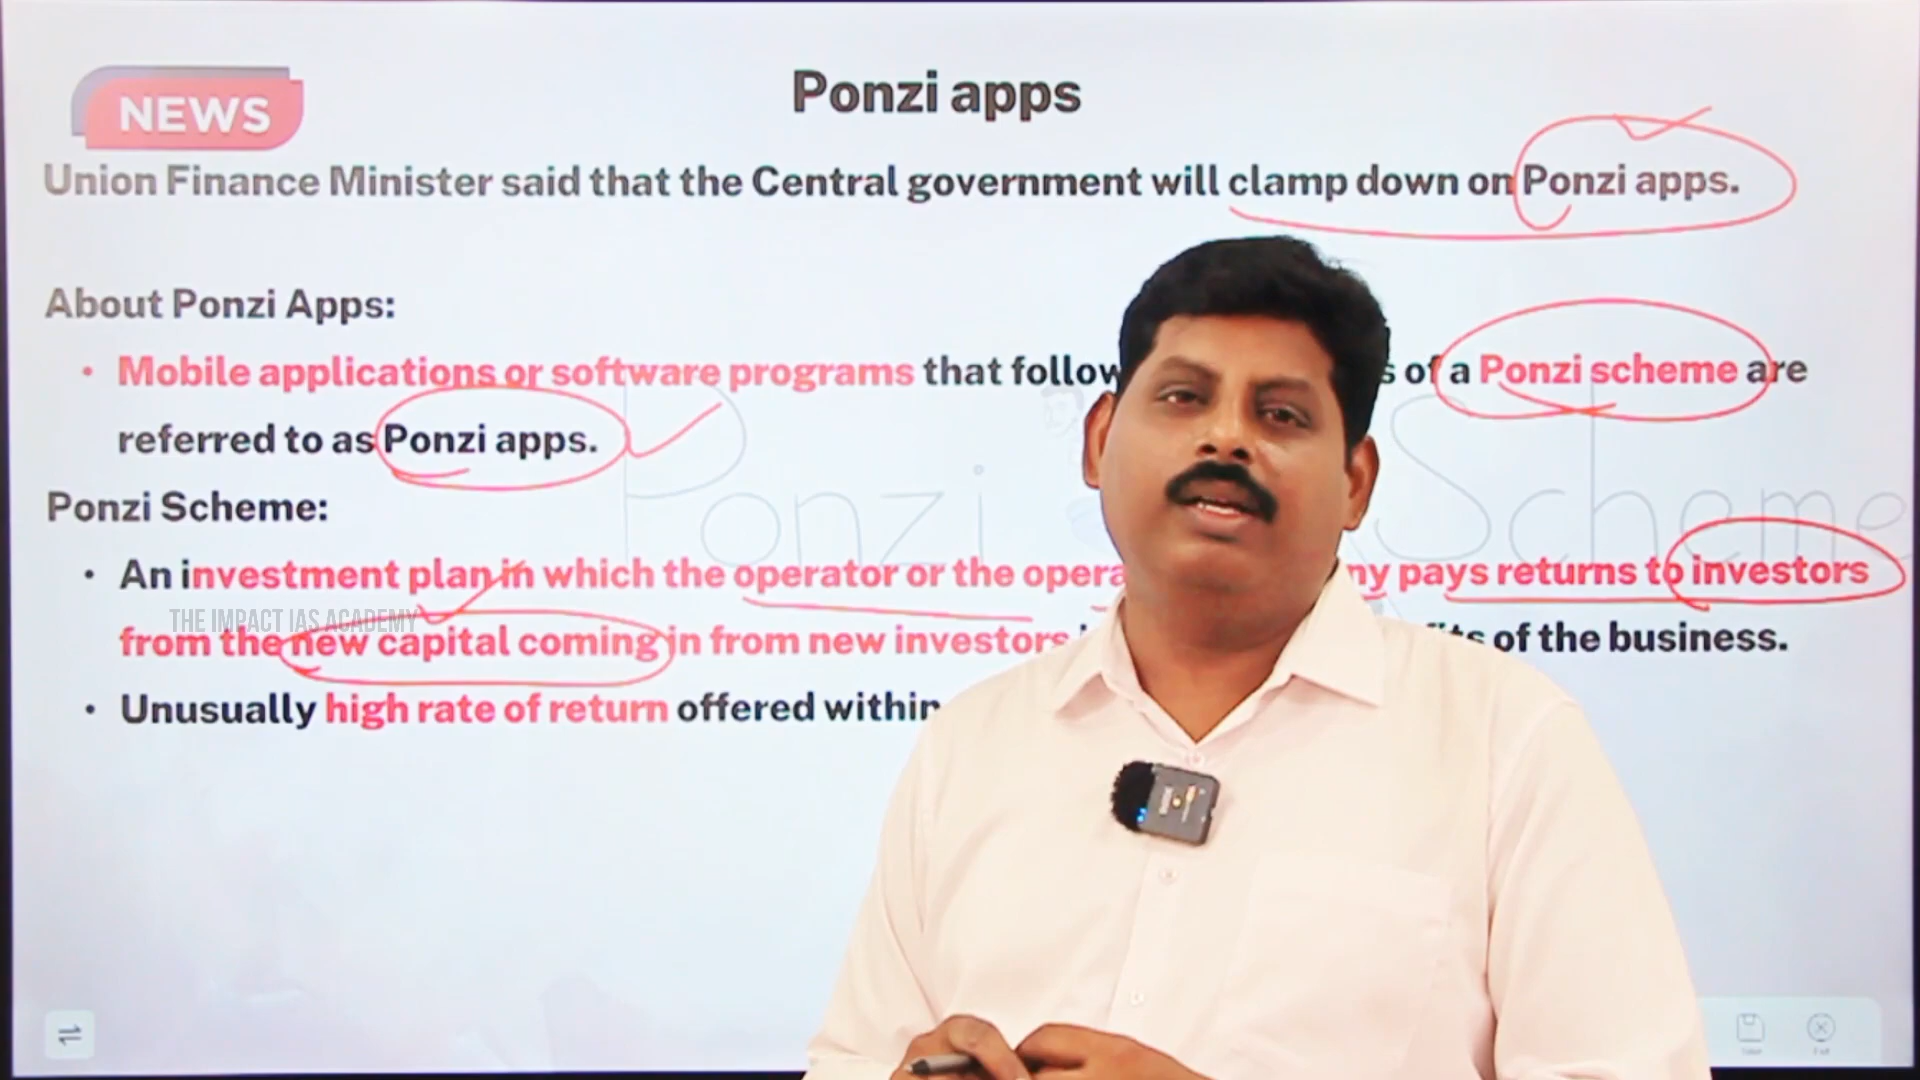 NEWS
Ponzi apps
Union Finance Minister said that the Central government will clamp down on Ponzi apps.
About Ponzi Apps:
• Mobile applications or software programs that follow of a Ponzi scheme are
referred to as Ponzi apps.
Ponzi Scheme
Ponzi Scheme:
• An investment plan in which the operator or the pays returns to investors
THE IMPACT IAS ACADEMY
from the new capital coming in from new investors of the business.
• Unusually high rate of return offered within